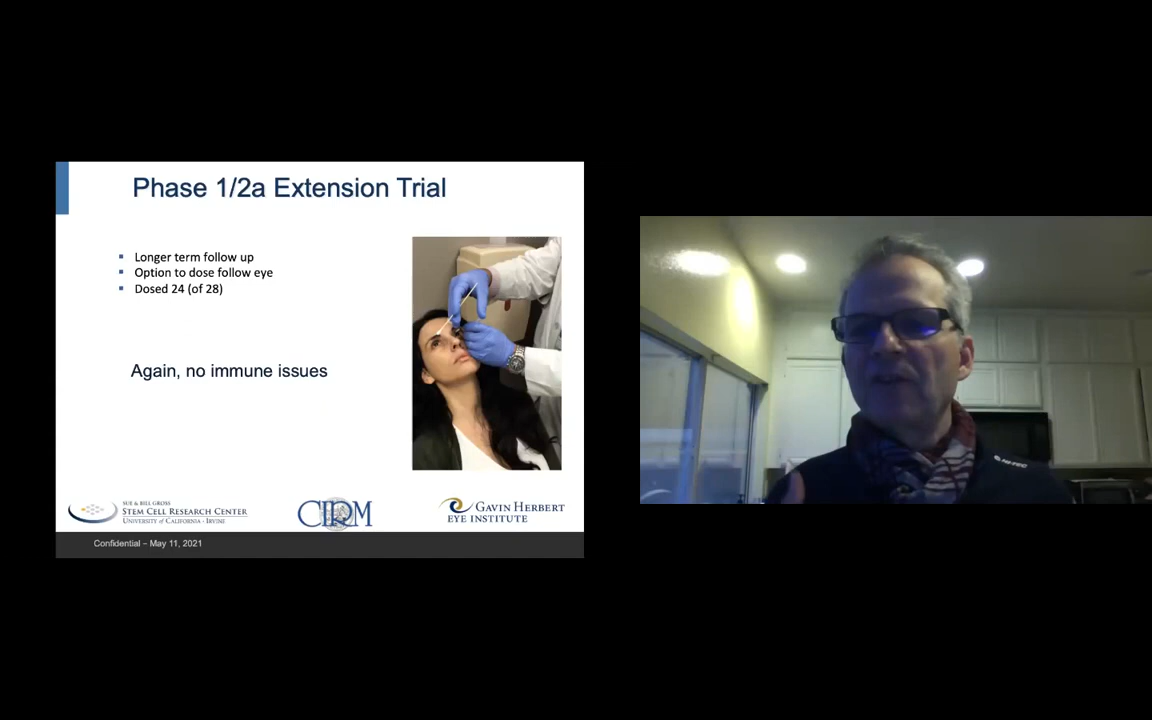 Phase 1/2a Extension Trial
Longer term follow up
Option to dose follow eye
Dosed 24 (of 28)
Again, no immune issues
SUE & BILL GROSS
STEM CELL RESEARCH CENTER
UNIVERSITY of CALIFORNIA - IRVINE
CIRM
GAVIN HERBERT
EYE INSTITUTE
Confidential – May 11, 2021
HI-TEC